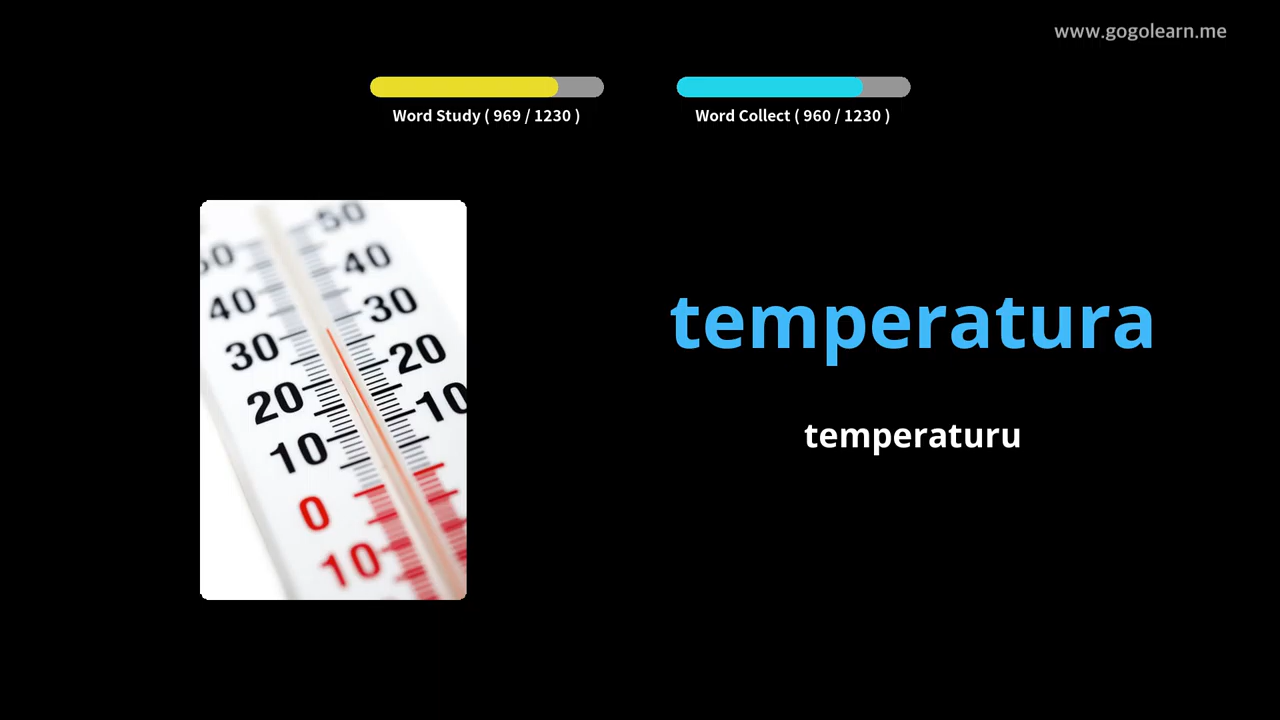 www.gogolearn.me
Word Study ( 969 / 1230 )
Word Collect ( 960 / 1230 )
50
50
40
40
30
30
20
20
10
10
0
10
temperatura
temperaturu